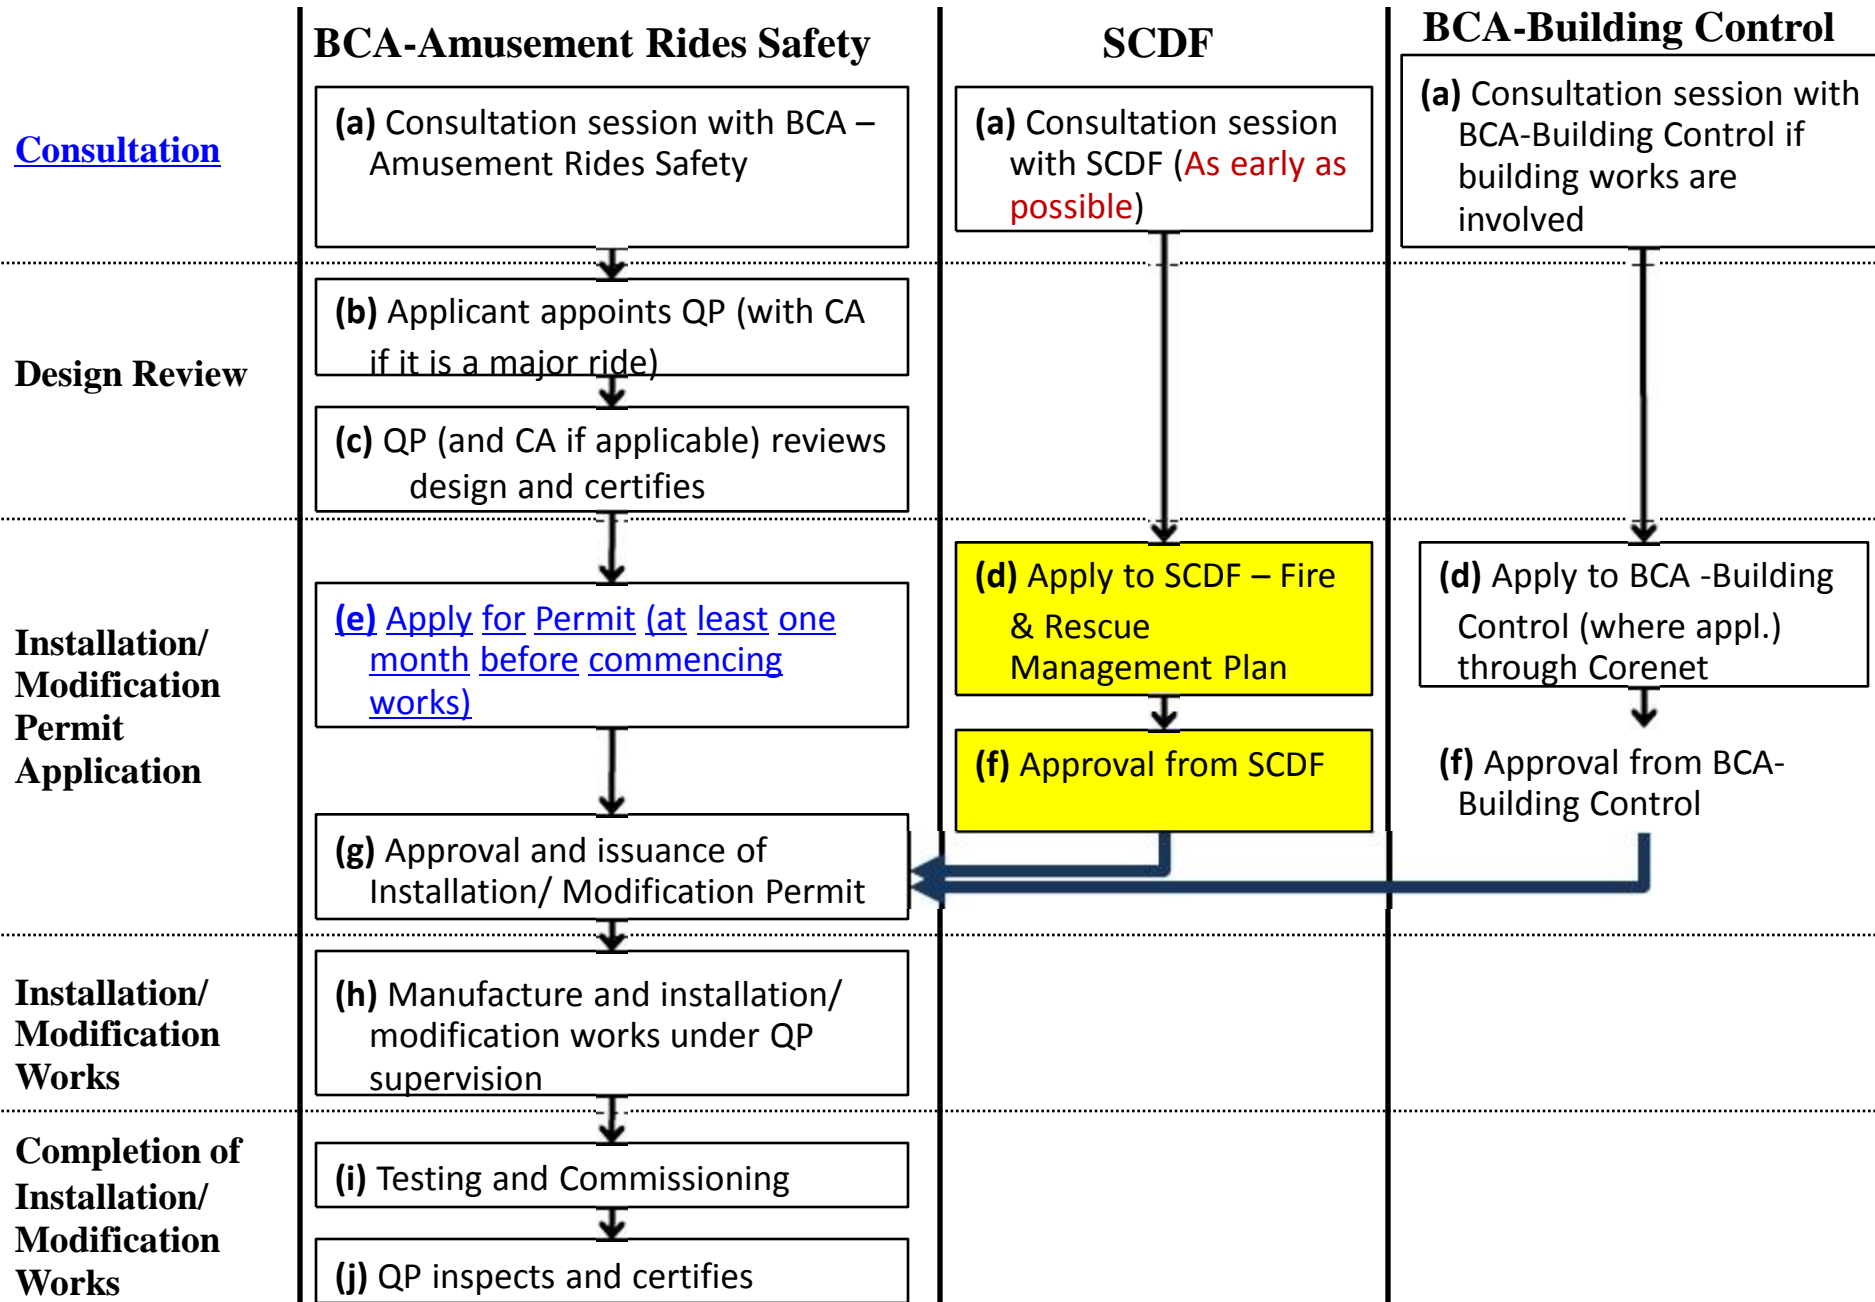 BCA-Amusement Rides Safety
SCDF
BCA-Building Control
Consultation
(a) Consultation session with BCA –
Amusement Rides Safety
(a) Consultation session
with SCDF (As early as
possible)
(a) Consultation session with
BCA-Building Control if
building works are
involved
Design Review
(b) Applicant appoints QP (with CA
if it is a major ride)
(c) QP (and CA if applicable) reviews
design and certifies
Installation/
Modification
Permit
Application
(e) Apply for Permit (at least one
month before commencing
works)
(d) Apply to SCDF – Fire
& Rescue
Management Plan
(d) Apply to BCA -Building
Control (where appl.)
through Corenet
(f) Approval from SCDF
(f) Approval from BCA-
Building Control
(g) Approval and issuance of
Installation/ Modification Permit
Installation/
Modification
Works
(h) Manufacture and installation/
modification works under QP
supervision
Completion of
Installation/
Modification
Works
(i) Testing and Commissioning
(j) QP inspects and certifies